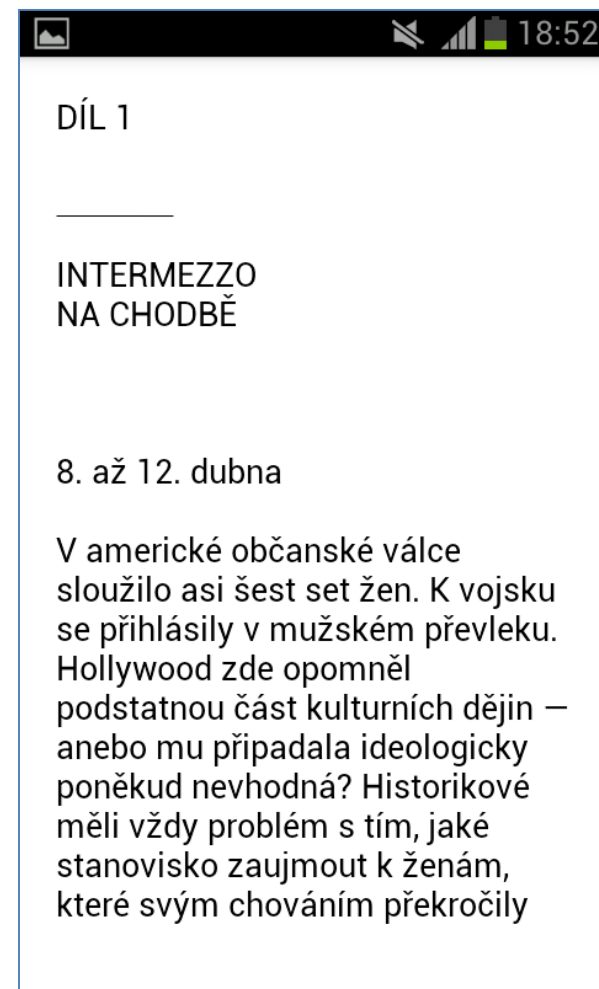 18:52
DÍL 1
INTERMEZZO
NA CHODBĚ
8. až 12. dubna
V americké občanské válce
sloužilo asi šest set žen. K vojsku
se přihlásily v mužském převleku.
Hollywood zde opomněl
podstatnou část kulturních dějin —
anebo mu připadala ideologicky
poněkud nevhodná? Historikové
měli vždy problém s tím, jaké
stanovisko zaujmout k ženám,
které svým chováním překročily